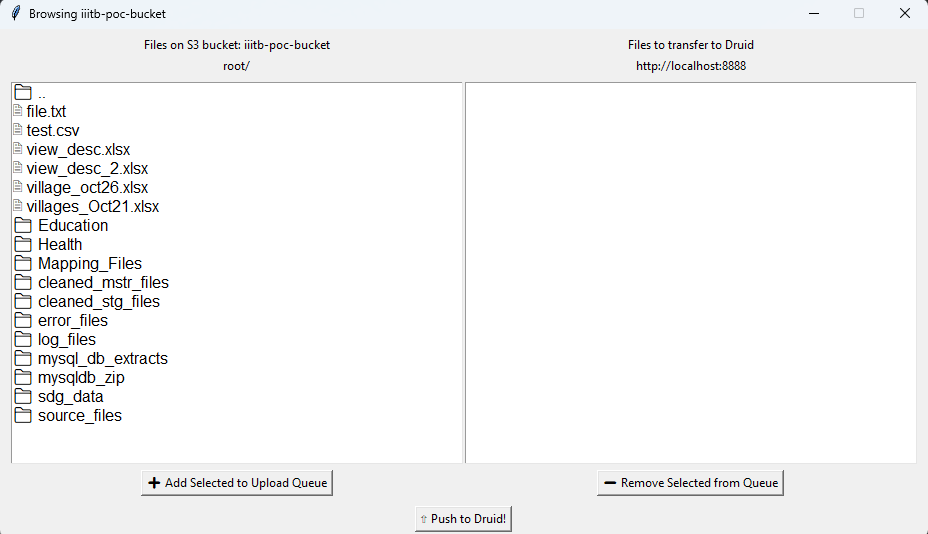 Browsing iiitb-poc-bucket
Files on S3 bucket: iiitb-poc-bucket
root/
Files to transfer to Druid
http://localhost:8888
..
file.txt
test.csv
view_desc.xlsx
view_desc_2.xlsx
village_oct26.xlsx
villages_Oct21.xlsx
Education
Health
Mapping_Files
cleaned_mstr_files
cleaned_stg_files
error_files
log_files
mysql_db_extracts
mysqldb_zip
sdg_data
source_files
Add Selected to Upload Queue
Remove Selected from Queue
Push to Druid!